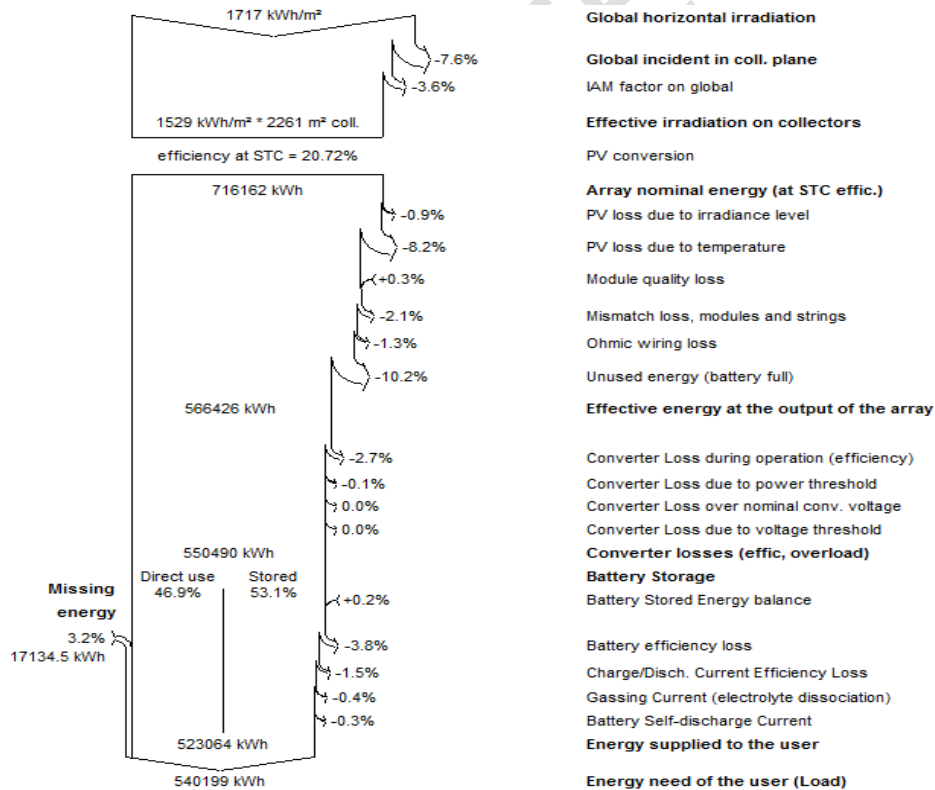 1717 kWh/m² Global horizontal irradiation
-7.6% Global incident in coll. plane
-3.6% IAM factor on global
1529 kWh/m² * 2261 m² coll. Effective irradiation on collectors
efficiency at STC = 20.72% PV conversion
716162 kWh Array nominal energy (at STC effic.)
-0.9% PV loss due to irradiance level
-8.2% PV loss due to temperature
+0.3% Module quality loss
-2.1% Mismatch loss, modules and strings
-1.3% Ohmic wiring loss
-10.2% Unused energy (battery full)
566426 kWh Effective energy at the output of the array
-2.7% Converter Loss during operation (efficiency)
-0.1% Converter Loss due to power threshold
0.0% Converter Loss over nominal conv. voltage
0.0% Converter Loss due to voltage threshold
550490 kWh Converter losses (effic, overload)
Direct use Stored Battery Storage
Missing 46.9% 53.1%
energy +0.2% Battery Stored Energy balance
3.2% -3.8% Battery efficiency loss
17134.5 kWh
-1.5% Charge/Disch. Current Efficiency Loss
-0.4% Gassing Current (electrolyte dissociation)
-0.3% Battery Self-discharge Current
523064 kWh Energy supplied to the user
540199 kWh Energy need of the user (Load)